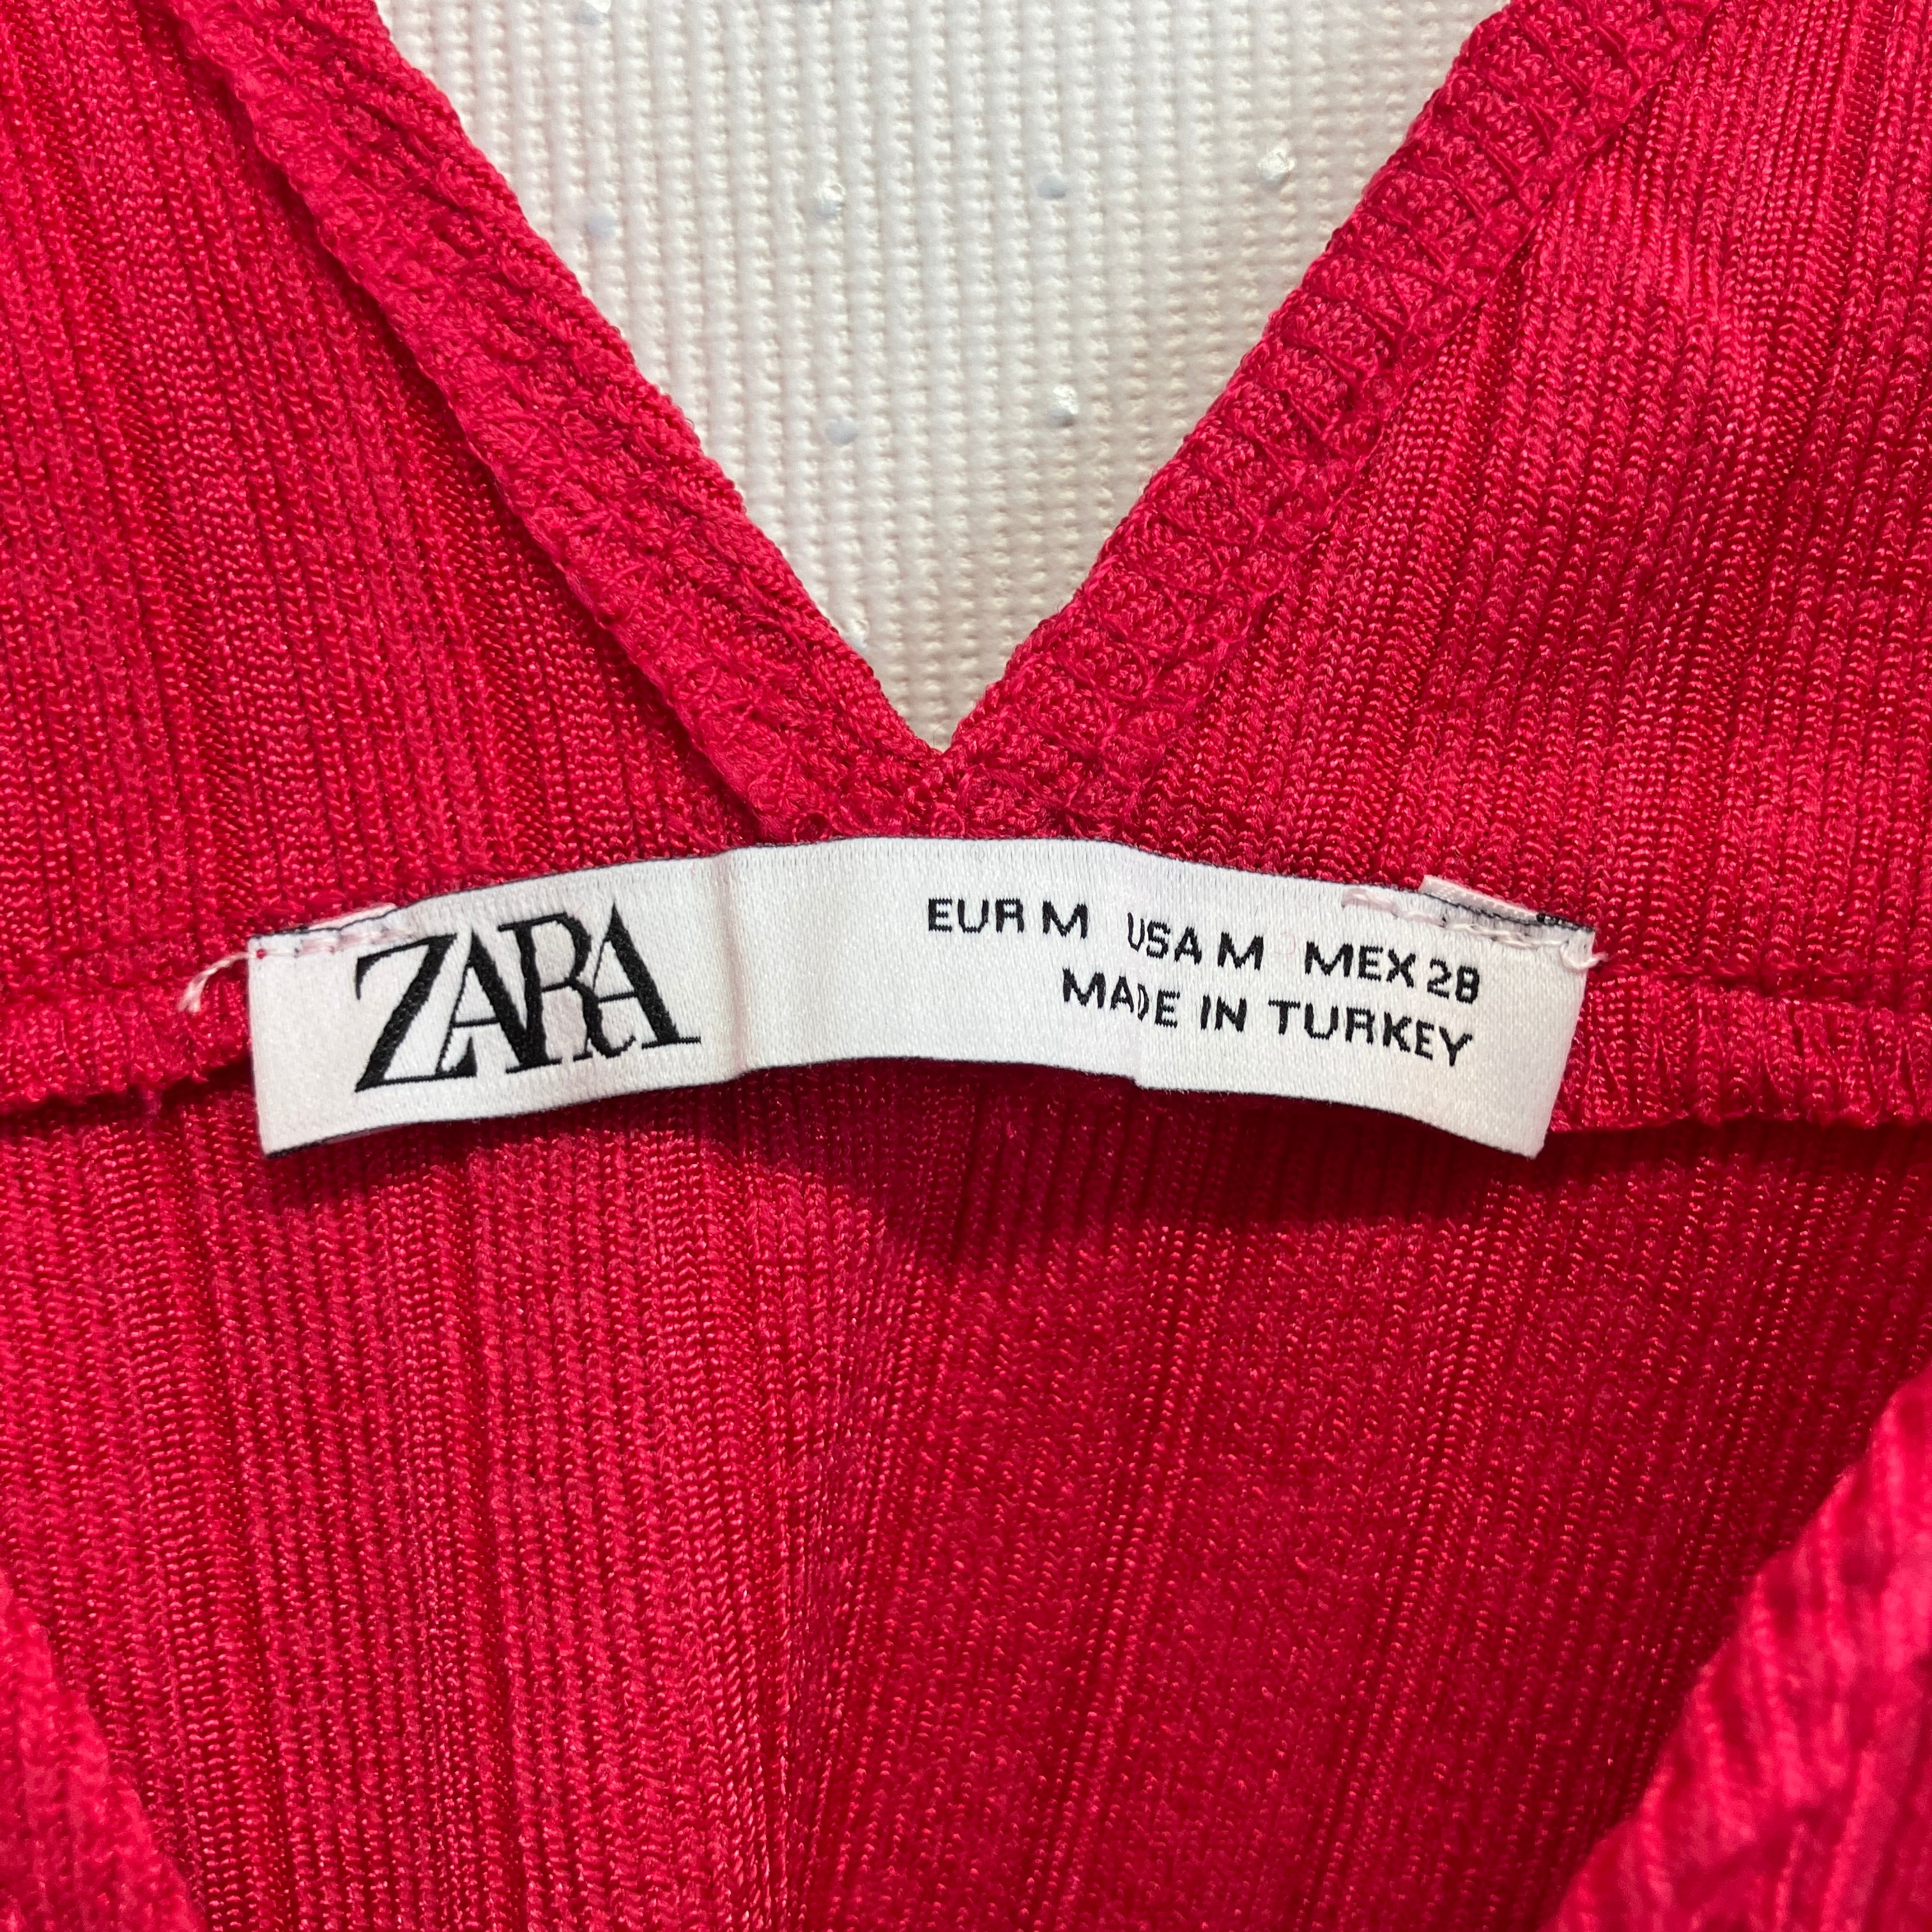 ZARA
EUR M USA M MEX 28
MADE IN TURKEY